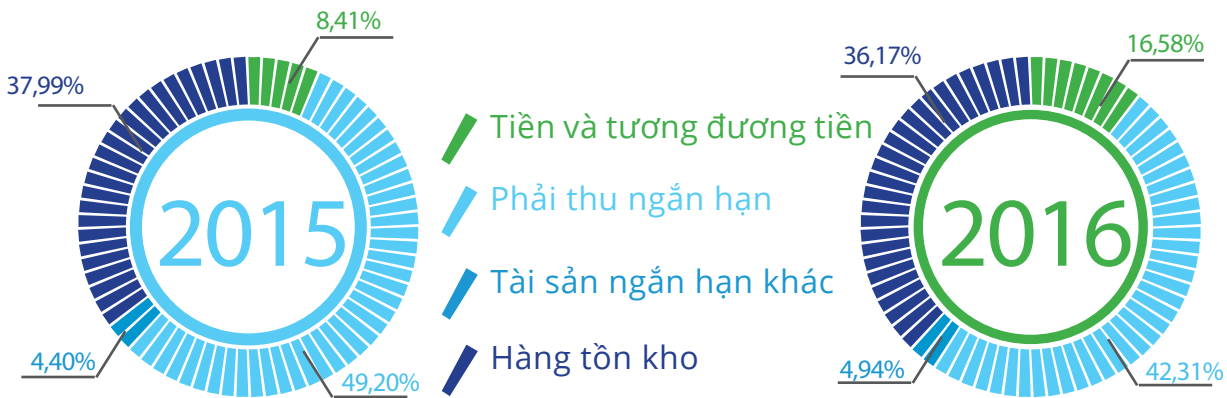 8,41%
37,99%
2015
4,40%
49,20%
Tiền và tương đương tiền
Phải thu ngắn hạn
Tài sản ngắn hạn khác
Hàng tồn kho
16,58%
36,17%
2016
4,94%
42,31%